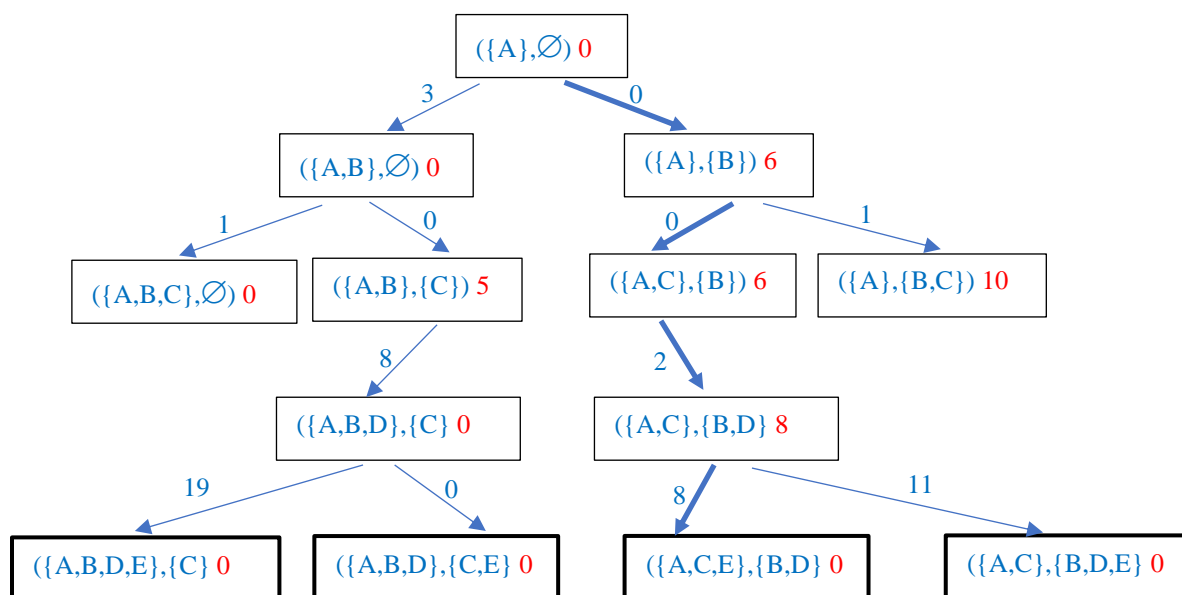 ({A},∅) 0
3
0
({A,B},∅) 0
({A},{B}) 6
1
0
0
1
({A,B,C},∅) 0
({A,B},{C}) 5
({A,C},{B}) 6
({A},{B,C}) 10
8
2
({A,B,D},{C} 0
({A,C},{B,D} 8
19
0
8
11
({A,B,D,E},{C} 0
({A,B,D},{C,E} 0
({A,C,E},{B,D} 0
({A,C},{B,D,E} 0